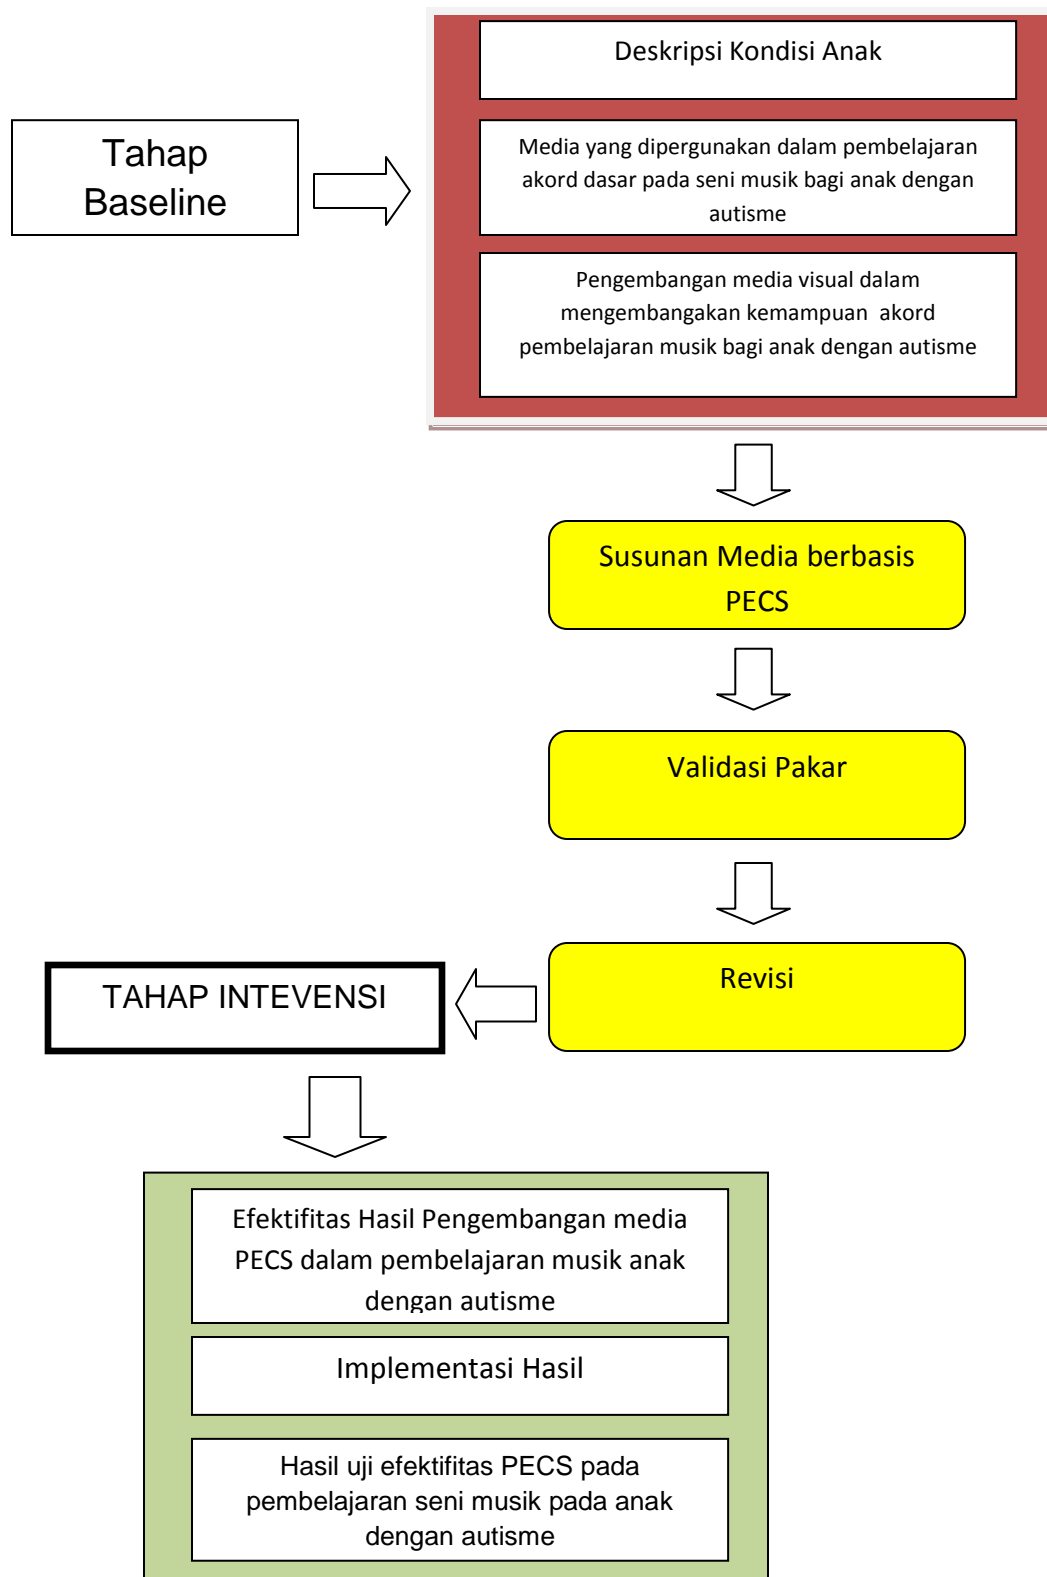 Deskripsi Kondisi Anak
Tahap
Baseline
Media yang dipergunakan dalam pembelajaran
akord dasar pada seni musik bagi anak dengan
autisme
Pengembangan media visual dalam
mengembagakan kemampuan akord
pembelajaran musik bagi anak dengan autisme
Susunan Media berbasis
PECS
Validasi Pakar
Revisi
TAHAP INTEVENSI
Efektifitas Hasil Pengembangan media
PECS dalam pembelajaran musik anak
dengan autisme
Implementasi Hasil
Hasil uji efektifitas PECS pada
pembelajaran seni musik pada anak
dengan autisme